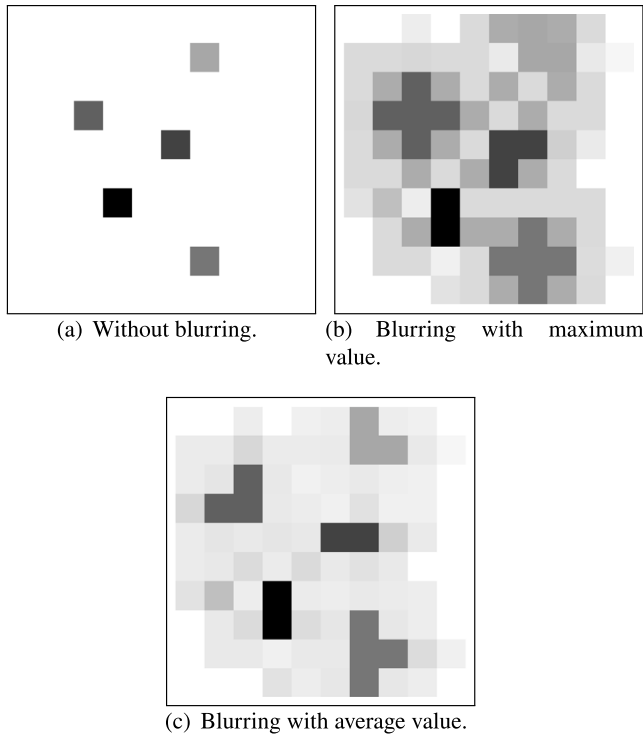 (a) Without blurring.
(b) Blurring with maximum
value.
(c) Blurring with average value.